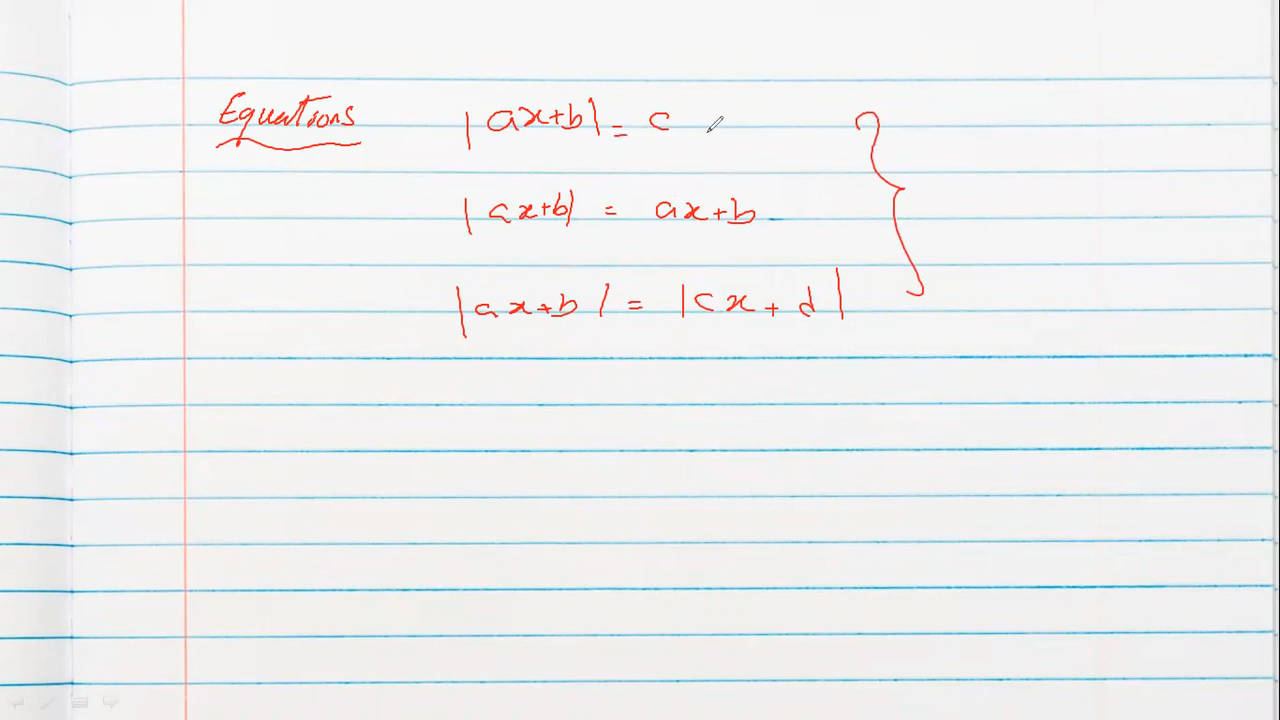 Equations |ax+b| = c
|ax+b| = ax+b
|ax+b| = |cx+d|